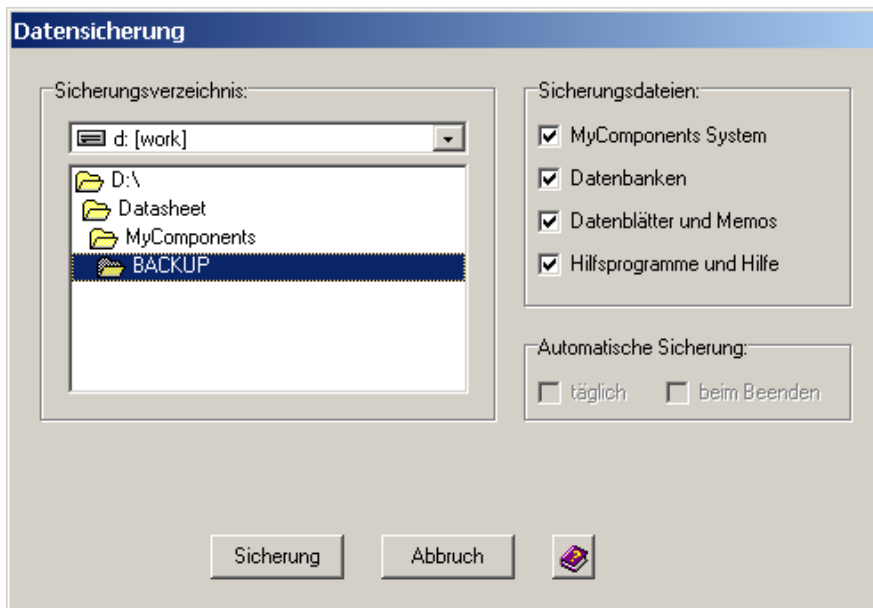 Datensicherung
Sicherungsverzeichnis:
d: [work]
D:\
Datasheet
MyComponents
BACKUP
Sicherungsdateien:
MyComponents System
Datenbanken
Datenblätter und Memos
Hilfsprogramme und Hilfe
Automatische Sicherung:
täglich
beim Beenden
Sicherung
Abbruch